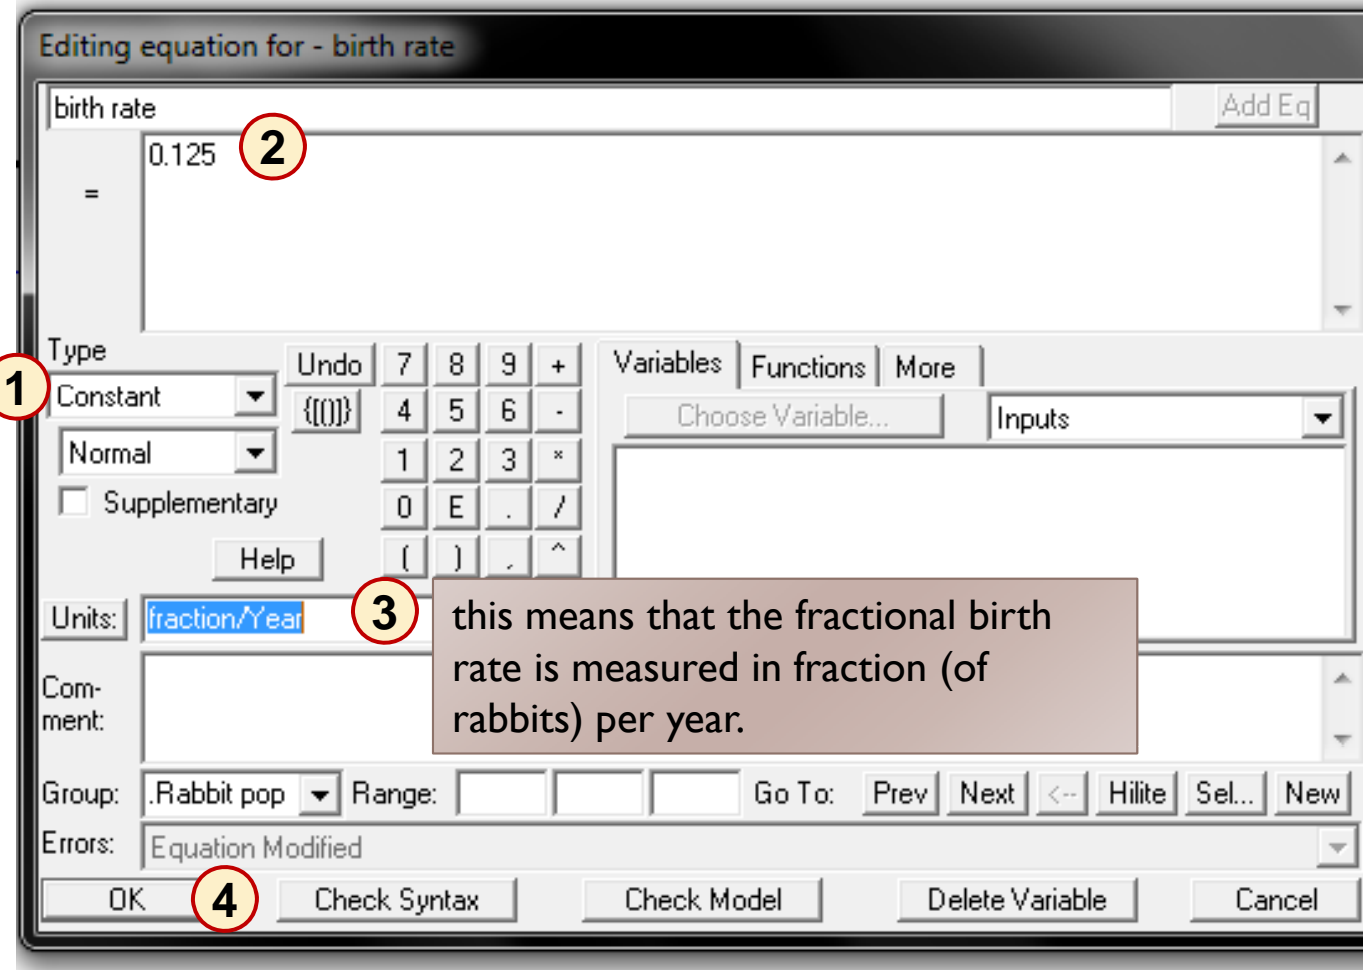 Editing equation for - birth rate
birth rate
Add Eq
0.125
2
=
Type
1
Constant
Normal
Supplementary
Help
Undo 7 8 9 +
{[()]} 4 5 6 -
1 2 3 *
0 E . /
( ) , ^
Variables Functions More
Choose Variable...
Inputs
Units: fraction/Year
3
this means that the fractional birth
rate is measured in fraction (of
rabbits) per year.
Com-
ment:
Group: .Rabbit pop Range: Go To: Prev Next <-- Hilite Sel... New
Errors: Equation Modified
OK 4 Check Syntax Check Model Delete Variable Cancel